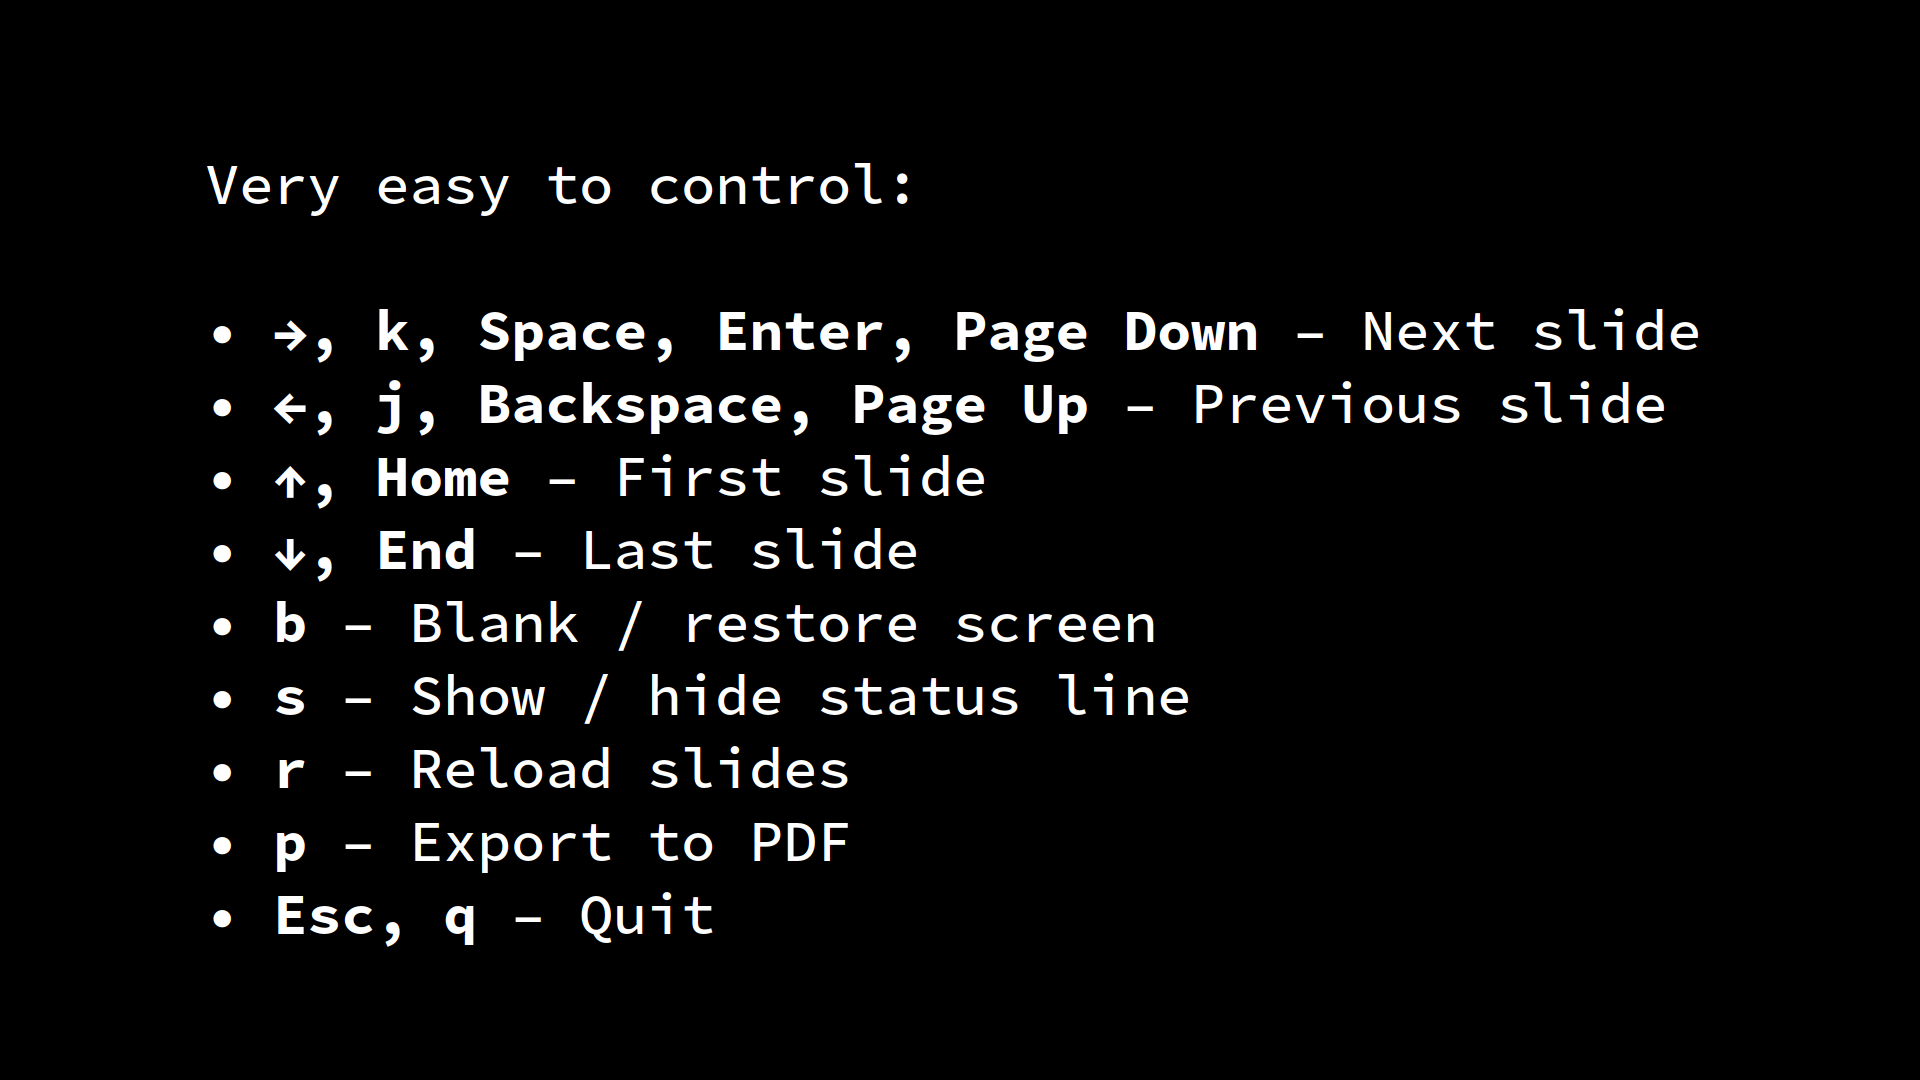 Very easy to control:
• →, k, Space, Enter, Page Down – Next slide
• ←, j, Backspace, Page Up – Previous slide
• ↑, Home – First slide
• ↓, End – Last slide
• b – Blank / restore screen
• s – Show / hide status line
• r – Reload slides
• p – Export to PDF
• Esc, q – Quit